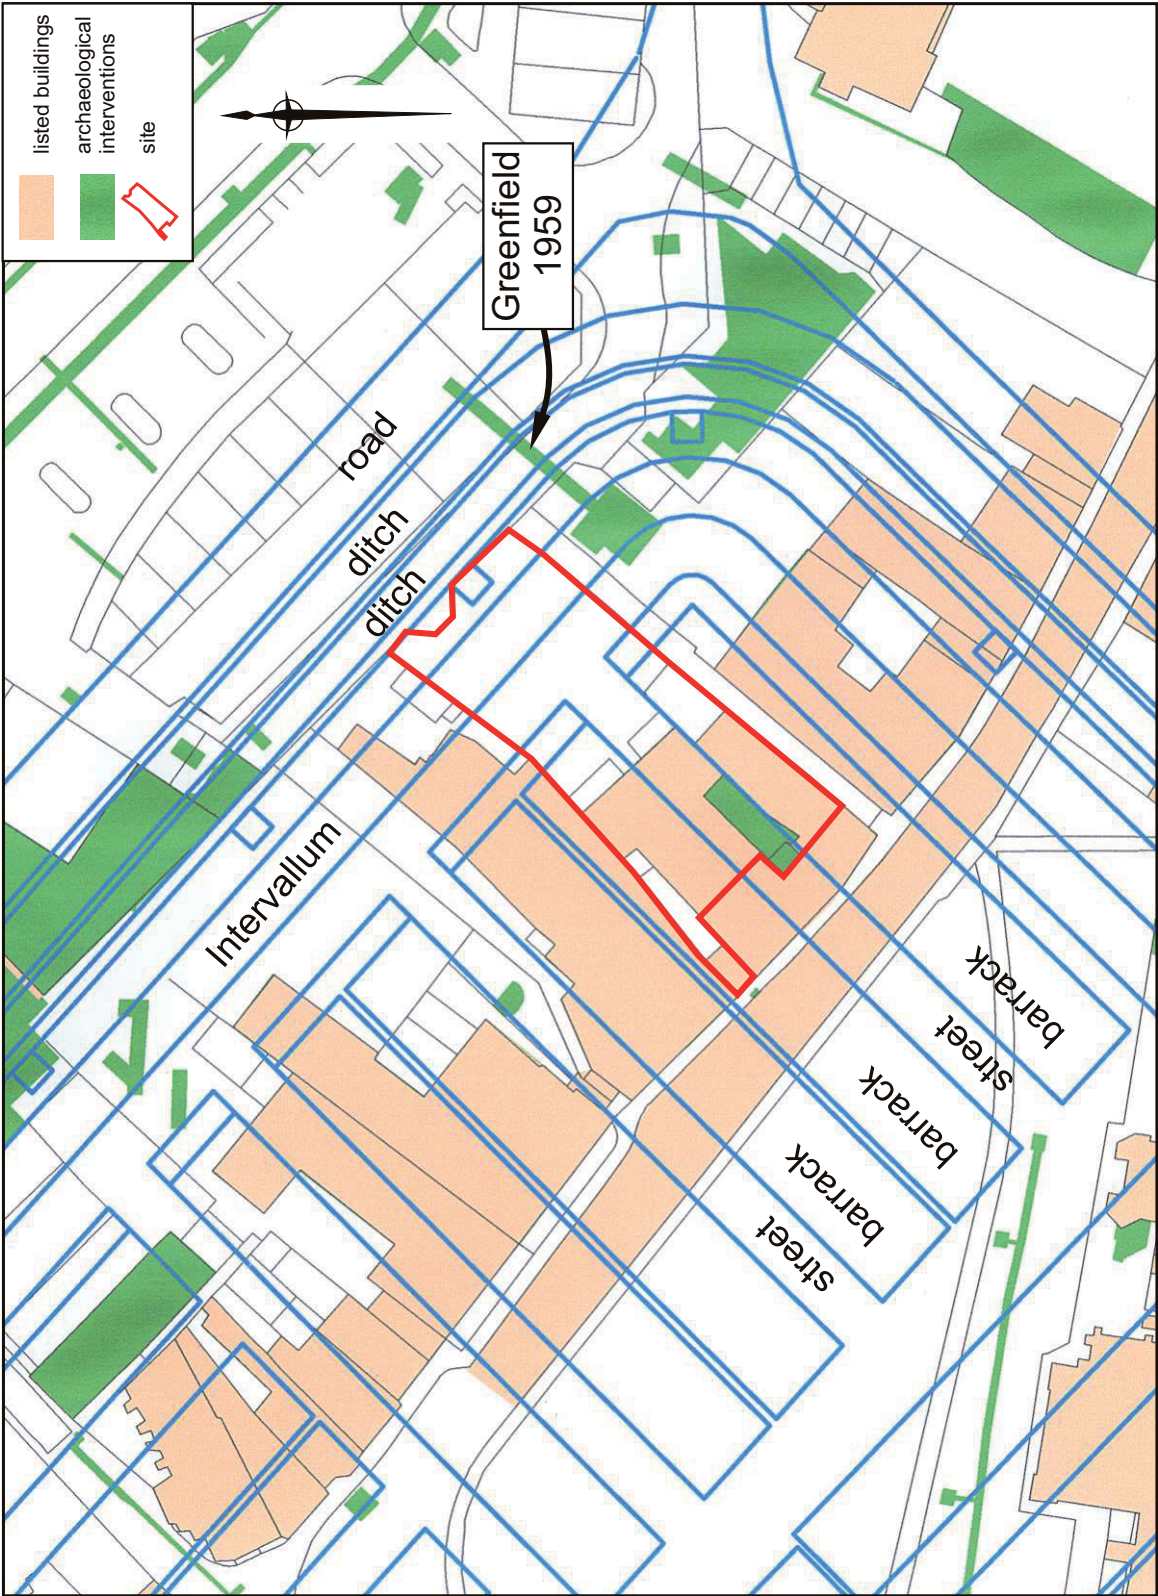 listed buildings
archaeological
interventions
site
Greenfield
1959
road
ditch
ditch
Intervallum
barrack
street
barrack
barrack
street